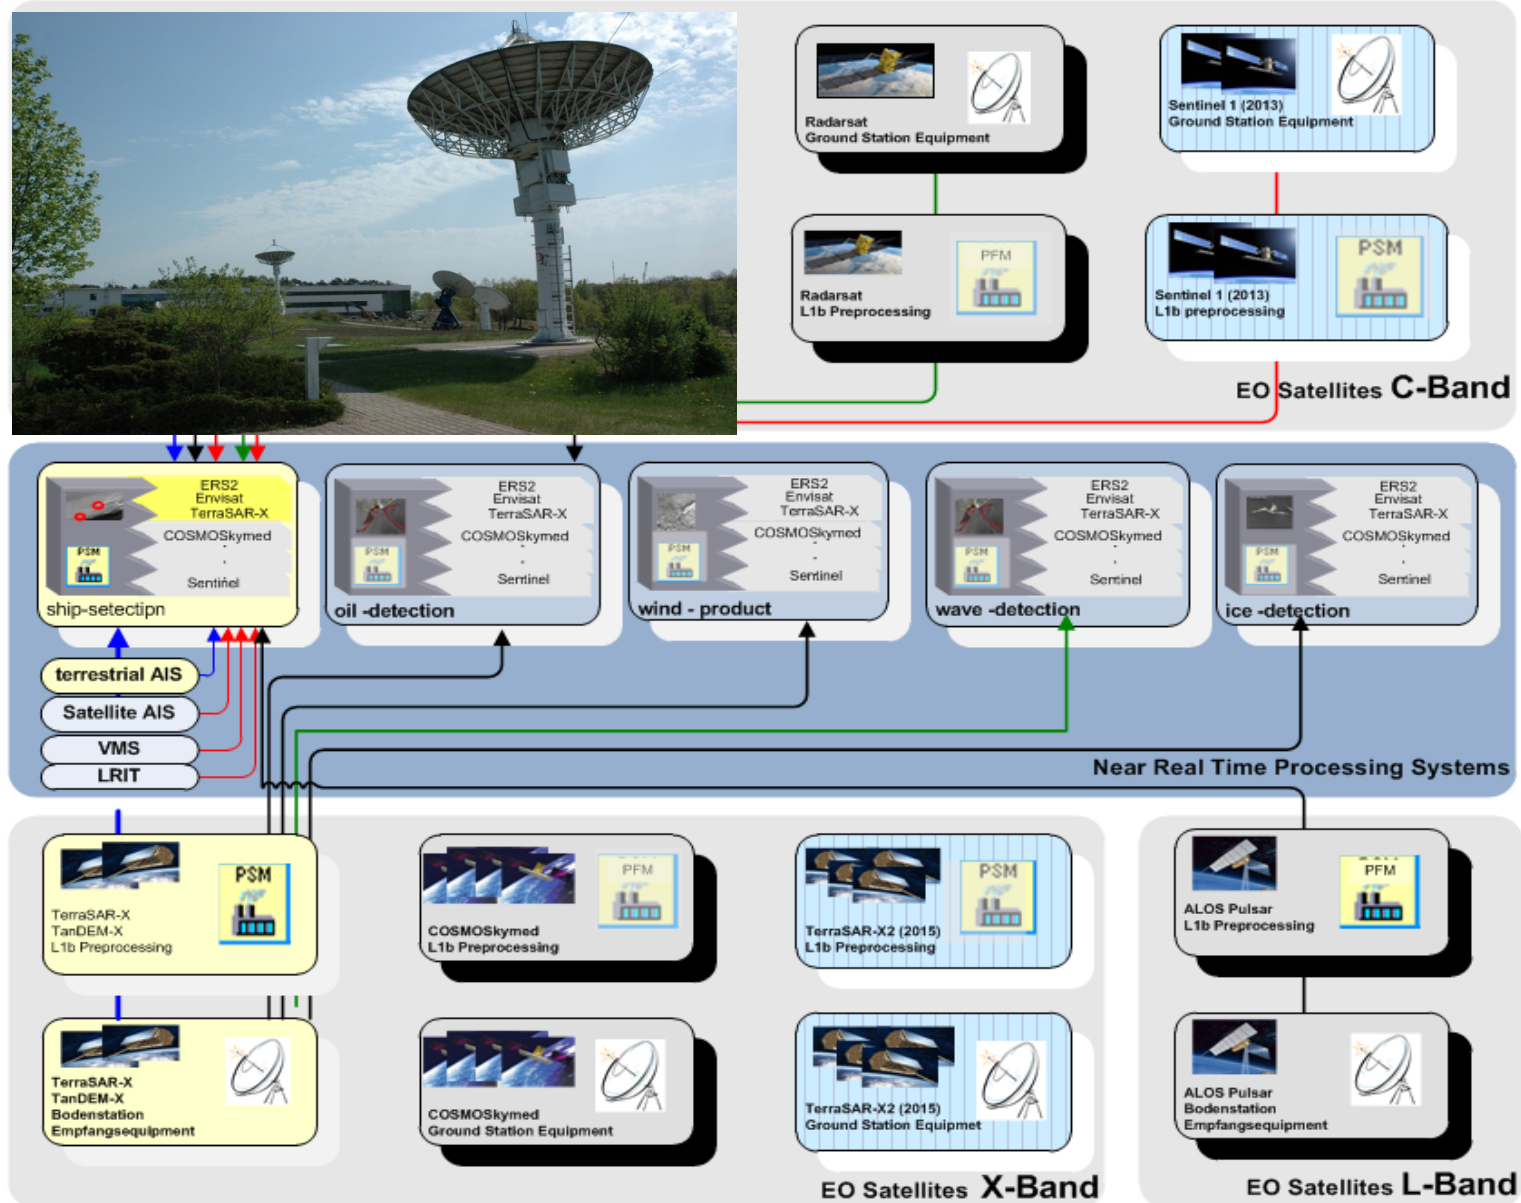 Radarsat
Ground Station Equipment
Sentinel 1 (2013)
Ground Station Equipment
Radarsat
L1b Preprocessing
PFM
Sentinel 1 (2013)
L1b preprocessing
PSM
EO Satellites C-Band
ERS2
Envisat
TerraSAR-X
COSMOSkymed
-
-
Sentinel
PSM
ship-setectipn
ERS2
Envisat
TerraSAR-X
COSMOSkymed
-
-
Sentinel
PSM
oil -detection
ERS2
Envisat
TerraSAR-X
COSMOSkymed
-
-
Sentinel
PSM
wind - product
ERS2
Envisat
TerraSAR-X
COSMOSkymed
-
-
Sentinel
PSM
wave -detection
ERS2
Envisat
TerraSAR-X
COSMOSkymed
-
-
Sentinel
PSM
ice -detection
terrestrial AIS
Satellite AIS
VMS
LRIT
Near Real Time Processing Systems
PSM
TerraSAR-X
TanDEM-X
L1b Preprocessing
PFM
COSMOSkymed
L1b Preprocessing
PSM
TerraSAR-X2 (2015)
L1b Preprocessing
PFM
ALOS Pulsar
L1b Preprocessing
TerraSAR-X
TanDEM-X
Bodenstation
Empfangsequipment
COSMOSkymed
Ground Station Equipment
TerraSAR-X2 (2015)
Ground Station Equipmet
ALOS Pulsar
Bodenstation
Empfangsequipment
EO Satellites X-Band
EO Satellites L-Band